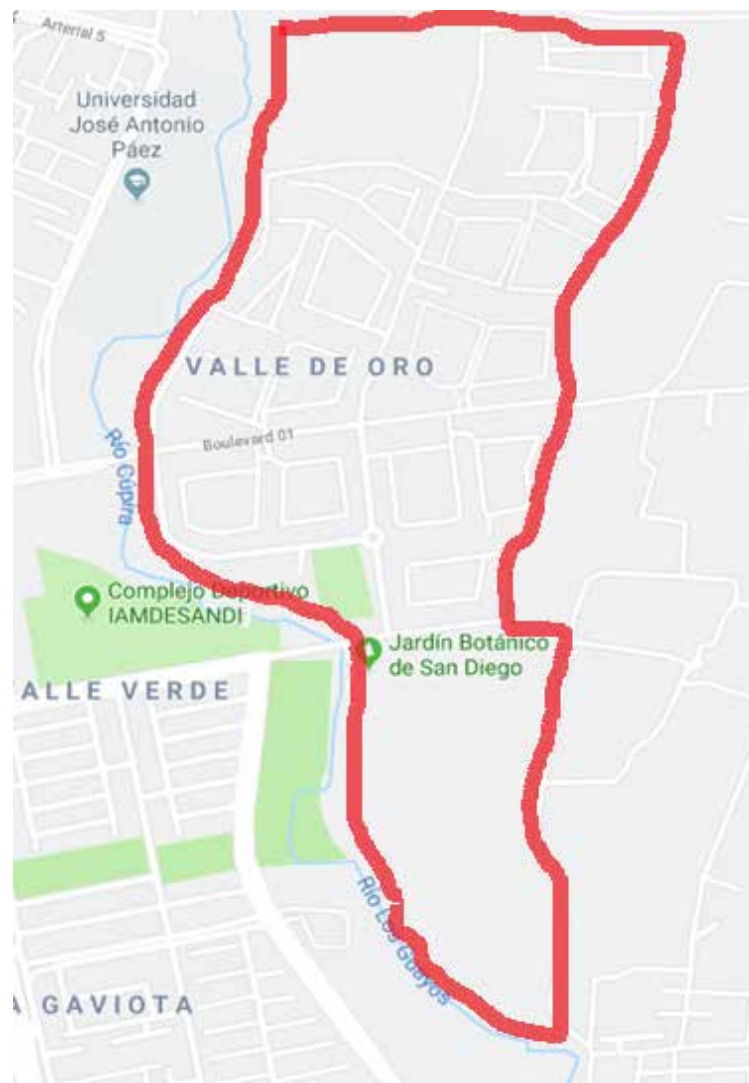 Arterial 5
Universidad
José Antonio
Páez
VALLE DE ORO
Boulevard 01
Río Cúpira
Complejo Deportivo
IAMDESANDI
Jardín Botánico
de San Diego
ALLE VERDE
Río Los Guayos
A GAVIOTA